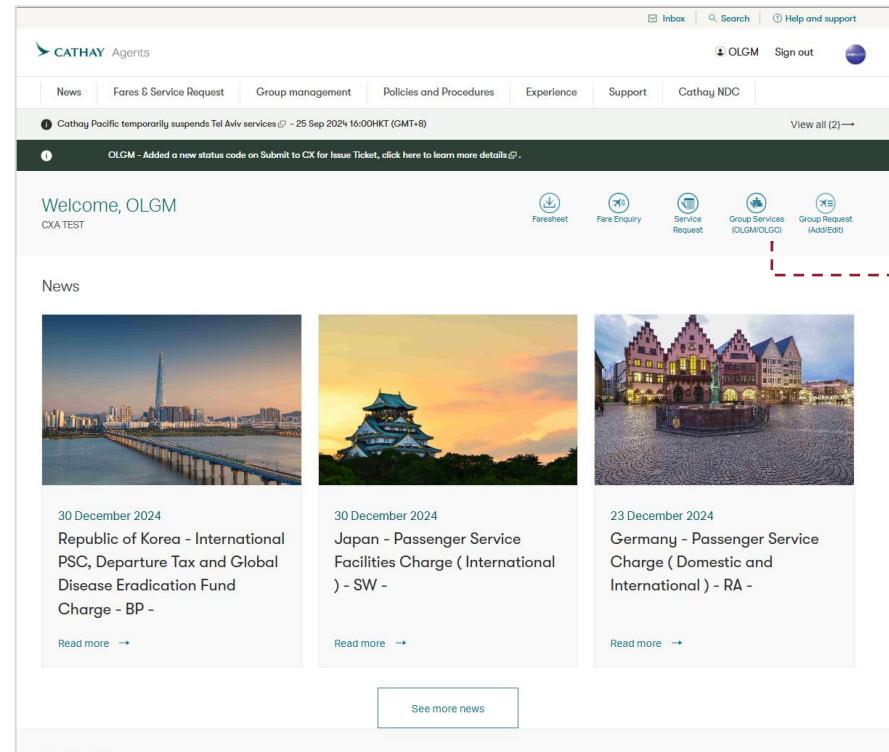 Inbox Search Help and support
CATHAY Agents OLGM Sign out
News Fares & Service Request Group management Policies and Procedures Experience Support Cathay NDC
Cathay Pacific temporarily suspends Tel Aviv services - 25 Sep 2024 16:00HKT (GMT+8) View all (2)→
OLGM - Added a new status code on Submit to CX for Issue Ticket, click here to learn more details .
Welcome, OLGM
CXA TEST
Faresheet
Fare Enquiry
Service
Request
Group Services
(OLGM/OLGC)
Group Request
(Add/Edit)
News
30 December 2024
Republic of Korea - International
PSC, Departure Tax and Global
Disease Eradication Fund
Charge - BP -
Read more →
30 December 2024
Japan - Passenger Service
Facilities Charge ( International
) - SW -
Read more →
23 December 2024
Germany - Passenger Service
Charge ( Domestic and
International ) - RA -
Read more →
See more news